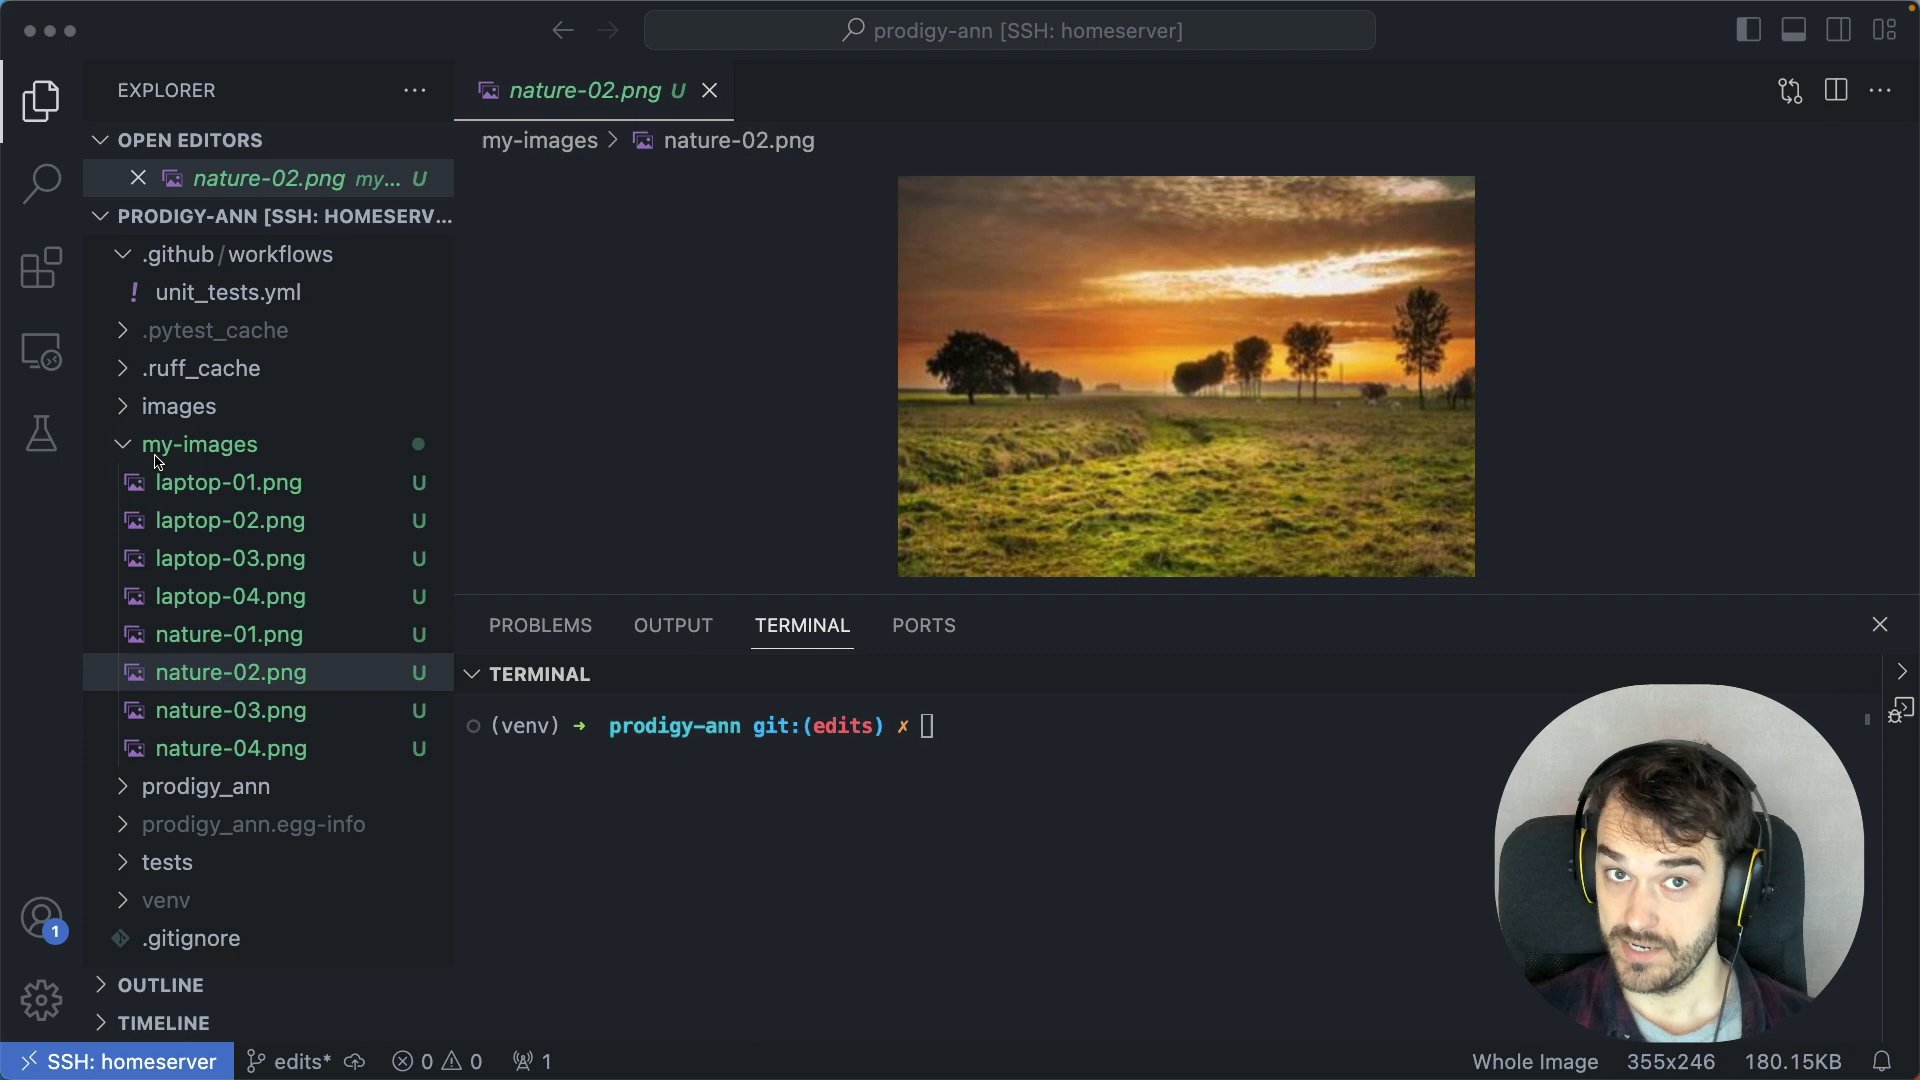 prodigy-ann [SSH: homeserver]
EXPLORER
nature-02.png U
OPEN EDITORS
my-images > nature-02.png
nature-02.png my... U
PRODIGY-ANN [SSH: HOMESERV...
.github/workflows
! unit_tests.yml
.pytest_cache
.ruff_cache
images
my-images
laptop-01.png U
laptop-02.png U
laptop-03.png U
laptop-04.png U
nature-01.png U
nature-02.png U
nature-03.png U
nature-04.png U
prodigy_ann
prodigy_ann.egg-info
tests
venv
.gitignore
OUTLINE
TIMELINE
PROBLEMS OUTPUT TERMINAL PORTS
TERMINAL
(venv) → prodigy-ann git:(edits) ✗
1
SSH: homeserver edits* 0 0 1 Whole Image 355x246 180.15KB